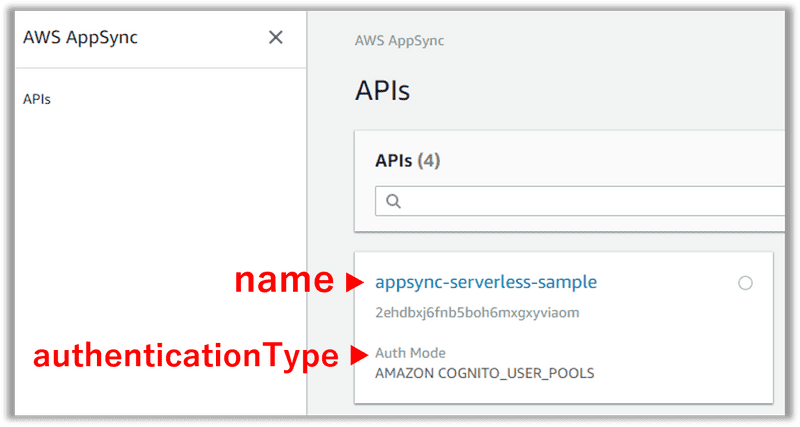 AWS AppSync
APIs
AWS AppSync
APIs
APIs (4)
name
appsync-serverless-sample
2ehdbxj6fnb5boh6mxgxyviaom
authenticationType
Auth Mode
AMAZON COGNITO_USER_POOLS